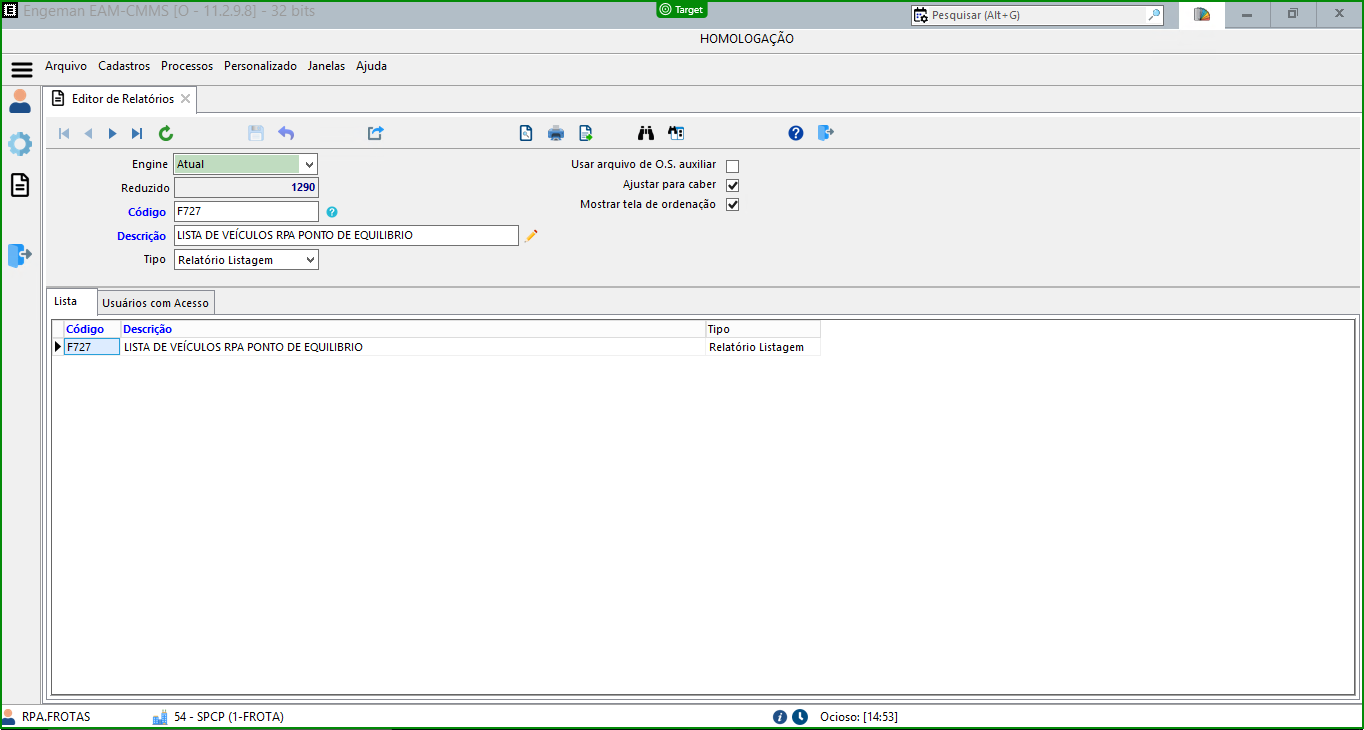 Engeman EAM-CMMS [O - 11.2.9.8] - 32 bits
Target
Pesquisar (Alt+G)
HOMOLOGAÇÃO
Arquivo Cadastros Processos Personalizado Janelas Ajuda
Editor de Relatórios
Engine Atual
Usar arquivo de O.S. auxiliar
Reduzido 1290
Ajustar para caber
Código F727
Mostrar tela de ordenação
Descrição LISTA DE VEÍCULOS RPA PONTO DE EQUILIBRIO
Tipo Relatório Listagem
Lista Usuários com Acesso
Código Descrição Tipo
F727 LISTA DE VEÍCULOS RPA PONTO DE EQUILIBRIO Relatório Listagem
RPA.FROTAS 54 - SPCP (1-FROTA) Ocioso: [14:53]